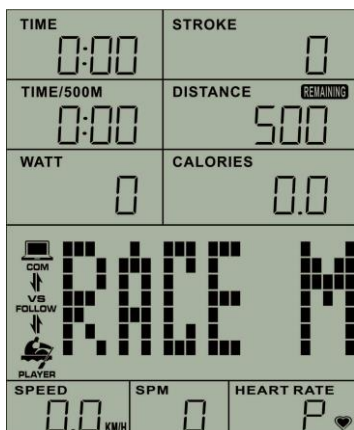 TIME STROKE
0:00 0
TIME/500M DISTANCE REMAINING
0:00 500
WATT CALORIES
0 0.0
COM
VS
FOLLOW
PLAYER
RACE M
SPEED SPM HEART RATE
0.0 KM/H 0 P